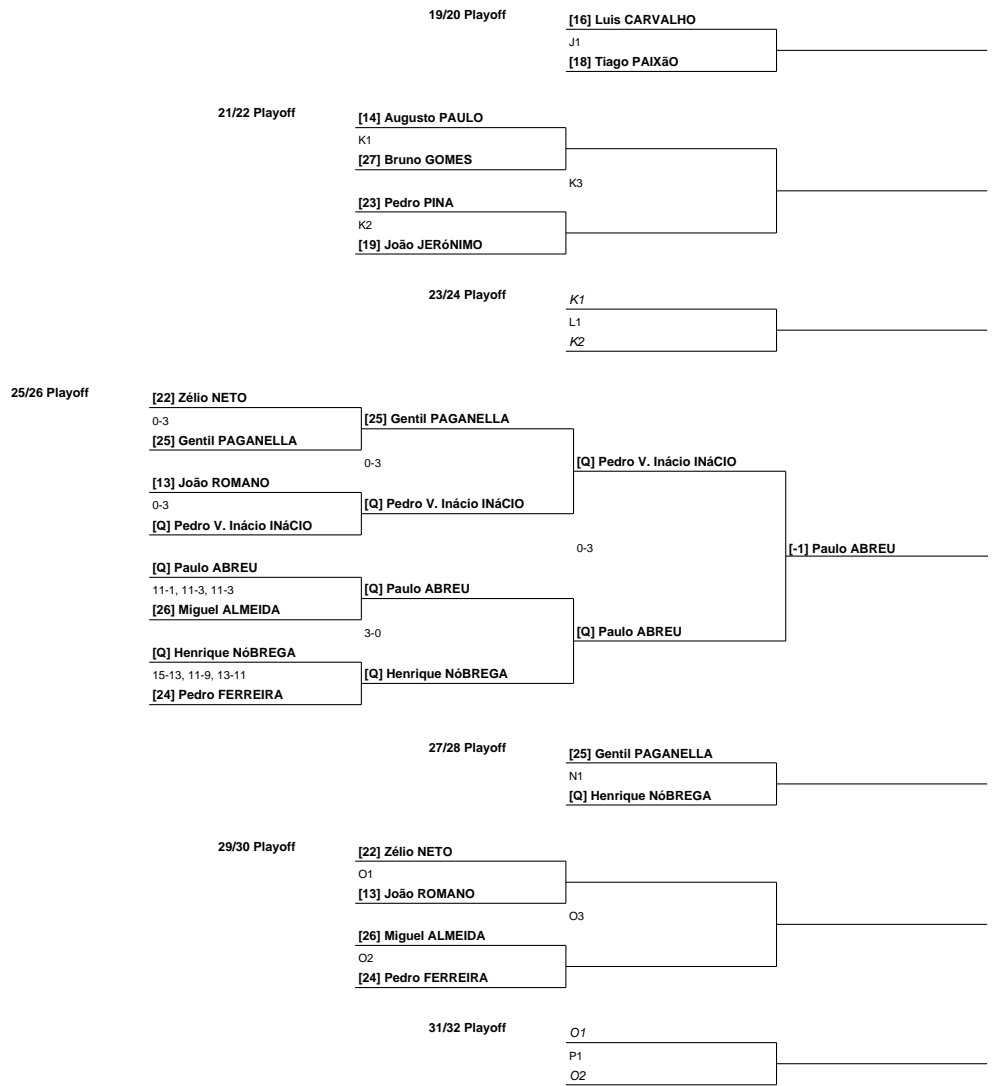 19/20 Playoff
[16] Luis CARVALHO
J1
[18] Tiago PAIXãO
21/22 Playoff
[14] Augusto PAULO
K1
[27] Bruno GOMES
K3
[23] Pedro PINA
K2
[19] João JERóNIMO
23/24 Playoff
K1
L1
K2
25/26 Playoff
[22] Zélio NETO
0-3
[25] Gentil PAGANELLA
[25] Gentil PAGANELLA
0-3
[Q] Pedro V. Inácio INáCIO
[13] João ROMANO
0-3
[Q] Pedro V. Inácio INáCIO
[Q] Pedro V. Inácio INáCIO
0-3
[-1] Paulo ABREU
[Q] Paulo ABREU
11-1, 11-3, 11-3
[26] Miguel ALMEIDA
[Q] Paulo ABREU
3-0
[Q] Paulo ABREU
[Q] Henrique NóBREGA
15-13, 11-9, 13-11
[24] Pedro FERREIRA
[Q] Henrique NóBREGA
27/28 Playoff
[25] Gentil PAGANELLA
N1
[Q] Henrique NóBREGA
29/30 Playoff
[22] Zélio NETO
O1
[13] João ROMANO
O3
[26] Miguel ALMEIDA
O2
[24] Pedro FERREIRA
31/32 Playoff
O1
P1
O2